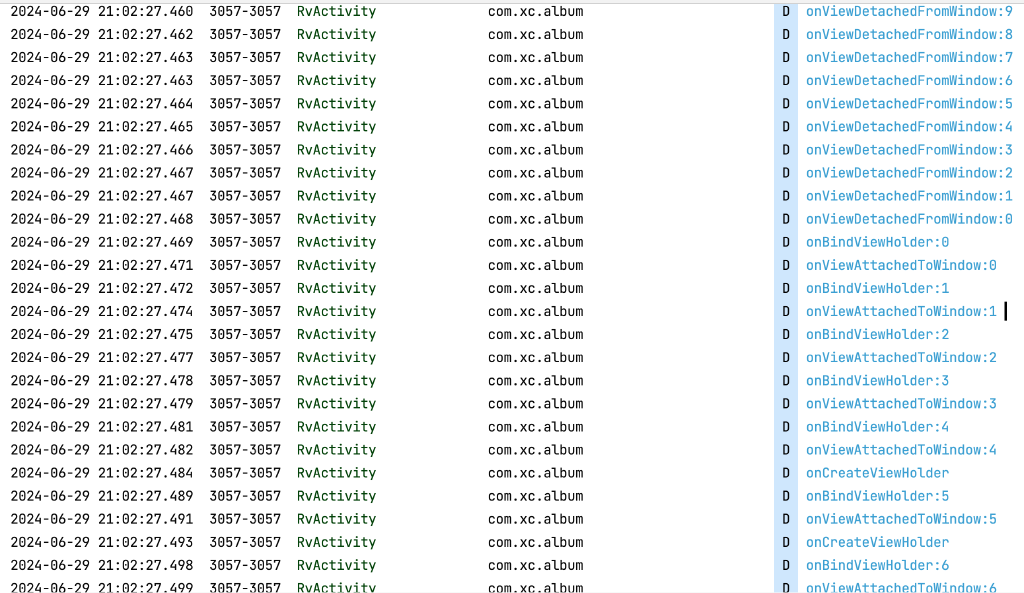 2024-06-29 21:02:27.460 3057-3057 RvActivity com.xc.album D onViewDetachedFromWindow:9
2024-06-29 21:02:27.462 3057-3057 RvActivity com.xc.album D onViewDetachedFromWindow:8
2024-06-29 21:02:27.463 3057-3057 RvActivity com.xc.album D onViewDetachedFromWindow:7
2024-06-29 21:02:27.463 3057-3057 RvActivity com.xc.album D onViewDetachedFromWindow:6
2024-06-29 21:02:27.464 3057-3057 RvActivity com.xc.album D onViewDetachedFromWindow:5
2024-06-29 21:02:27.465 3057-3057 RvActivity com.xc.album D onViewDetachedFromWindow:4
2024-06-29 21:02:27.466 3057-3057 RvActivity com.xc.album D onViewDetachedFromWindow:3
2024-06-29 21:02:27.467 3057-3057 RvActivity com.xc.album D onViewDetachedFromWindow:2
2024-06-29 21:02:27.467 3057-3057 RvActivity com.xc.album D onViewDetachedFromWindow:1
2024-06-29 21:02:27.468 3057-3057 RvActivity com.xc.album D onViewDetachedFromWindow:0
2024-06-29 21:02:27.469 3057-3057 RvActivity com.xc.album D onBindViewHolder:0
2024-06-29 21:02:27.471 3057-3057 RvActivity com.xc.album D onViewAttachedToWindow:0
2024-06-29 21:02:27.472 3057-3057 RvActivity com.xc.album D onBindViewHolder:1
2024-06-29 21:02:27.474 3057-3057 RvActivity com.xc.album D onViewAttachedToWindow:1
2024-06-29 21:02:27.475 3057-3057 RvActivity com.xc.album D onBindViewHolder:2
2024-06-29 21:02:27.477 3057-3057 RvActivity com.xc.album D onViewAttachedToWindow:2
2024-06-29 21:02:27.478 3057-3057 RvActivity com.xc.album D onBindViewHolder:3
2024-06-29 21:02:27.479 3057-3057 RvActivity com.xc.album D onViewAttachedToWindow:3
2024-06-29 21:02:27.481 3057-3057 RvActivity com.xc.album D onBindViewHolder:4
2024-06-29 21:02:27.482 3057-3057 RvActivity com.xc.album D onViewAttachedToWindow:4
2024-06-29 21:02:27.484 3057-3057 RvActivity com.xc.album D onCreateViewHolder
2024-06-29 21:02:27.489 3057-3057 RvActivity com.xc.album D onBindViewHolder:5
2024-06-29 21:02:27.491 3057-3057 RvActivity com.xc.album D onViewAttachedToWindow:5
2024-06-29 21:02:27.493 3057-3057 RvActivity com.xc.album D onCreateViewHolder
2024-06-29 21:02:27.498 3057-3057 RvActivity com.xc.album D onBindViewHolder:6
2024-06-29 21:02:27.499 3057-3057 RvActivity com.xc.album D onViewAttachedToWindow:6